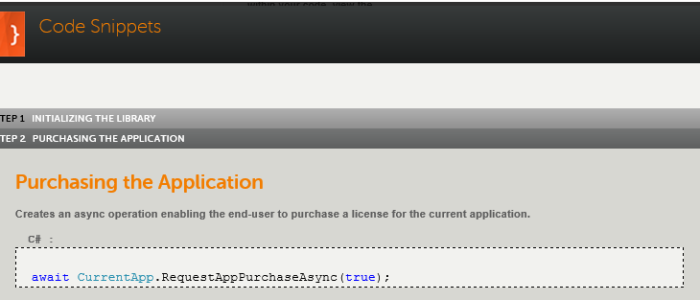 }
Code Snippets
TEP 1 INITIALIZING THE LIBRARY
TEP 2 PURCHASING THE APPLICATION
Purchasing the Application
Creates an async operation enabling the end-user to purchase a license for the current application.
C# :
await CurrentApp.RequestAppPurchaseAsync(true);